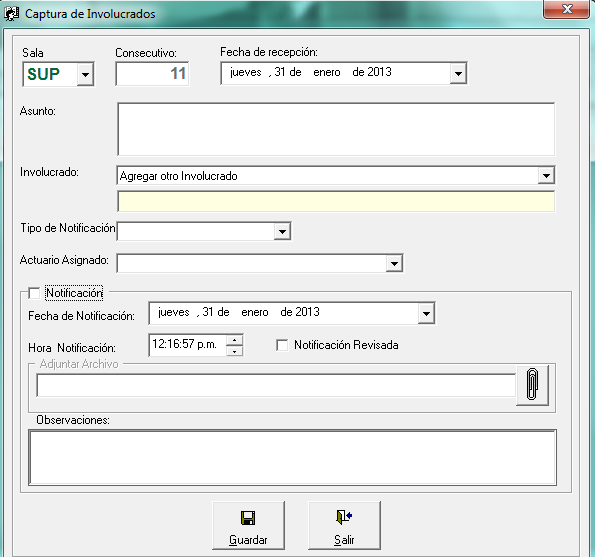 Captura de Involucrados
Sala
Consecutivo:
Fecha de recepción:
SUP
11
jueves , 31 de enero de 2013
Asunto:
Involucrado:
Agregar otro Involucrado
Tipo de Notificación
Actuario Asignado:
Notificación
Fecha de Notificación:
jueves , 31 de enero de 2013
Hora Notificación:
12:16:57 p.m.
Notificación Revisada
Adjuntar Archivo
Observaciones:
Guardar
Salir